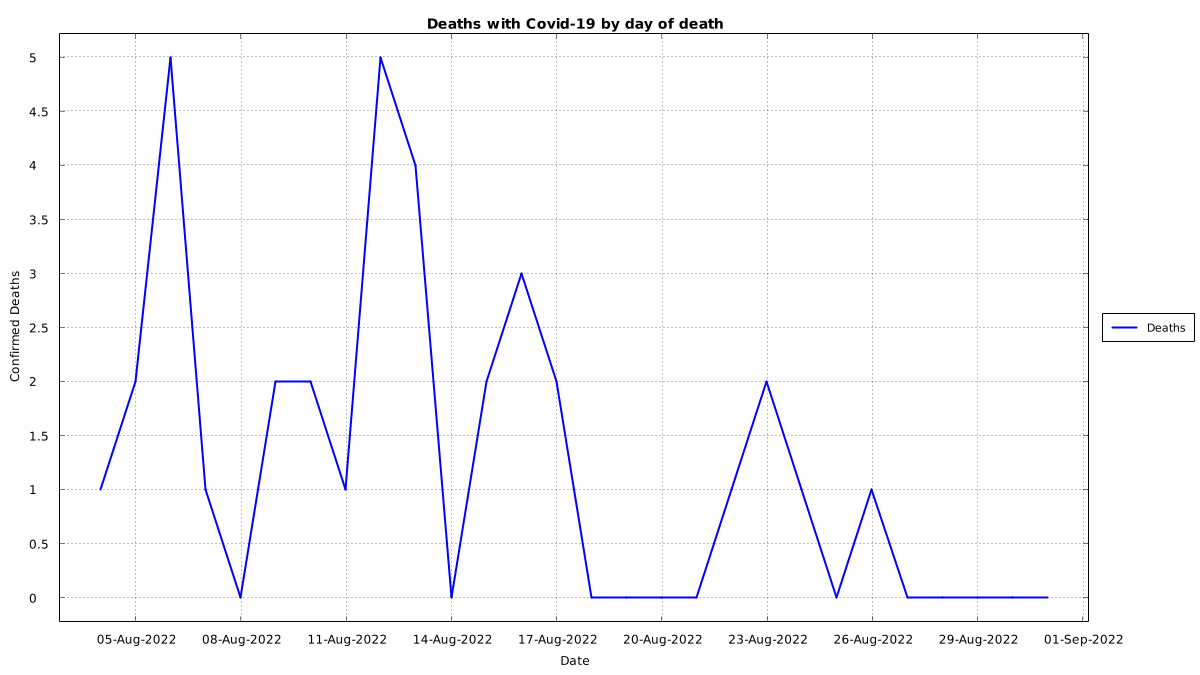 Deaths with Covid-19 by day of death
5
4.5
4
3.5
3
2.5
2
1.5
1
0.5
0
Confirmed Deaths
Deaths
05-Aug-2022 08-Aug-2022 11-Aug-2022 14-Aug-2022 17-Aug-2022 20-Aug-2022 23-Aug-2022 26-Aug-2022 29-Aug-2022 01-Sep-2022
Date